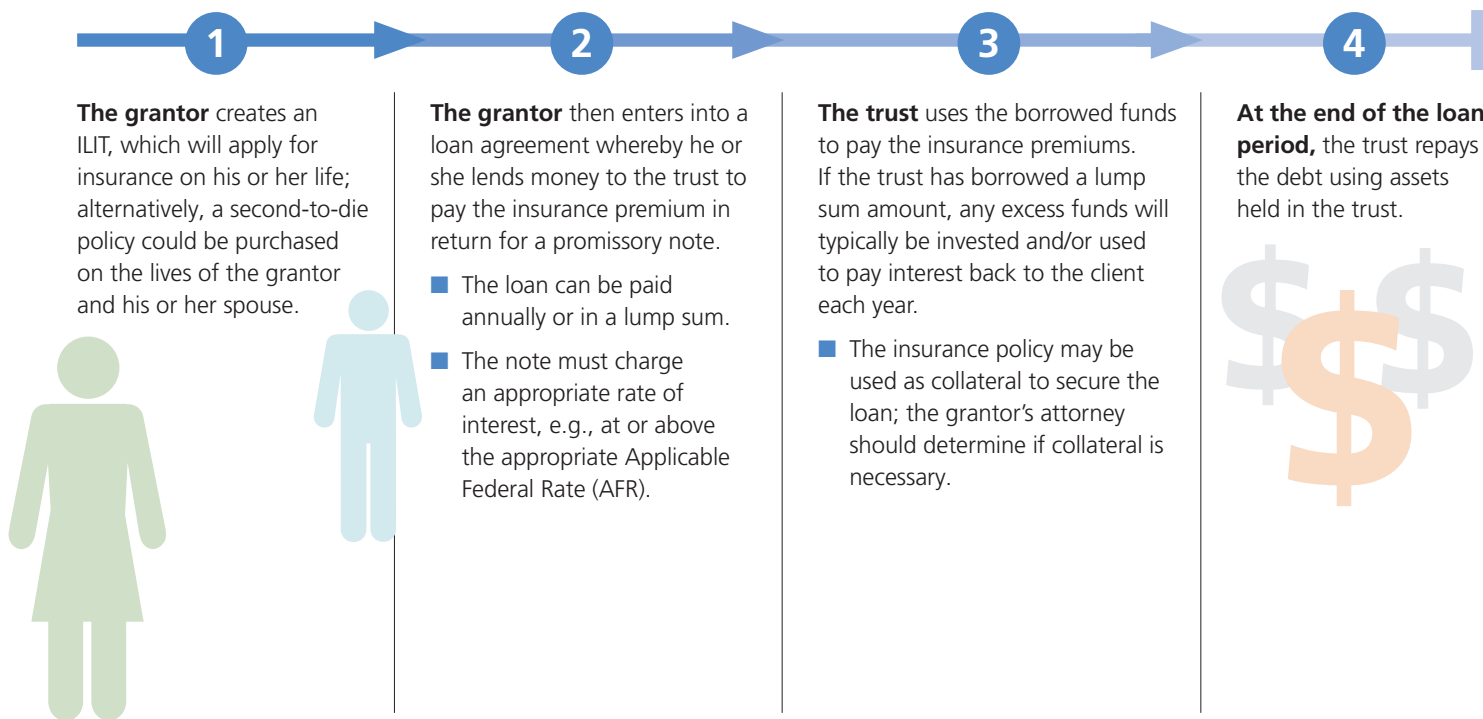 1
2
3
4
The grantor creates an
ILIT, which will apply for
insurance on his or her life;
alternatively, a second-to-die
policy could be purchased
on the lives of the grantor
and his or her spouse.
The grantor then enters into a
loan agreement whereby he or
she lends money to the trust to
pay the insurance premium in
return for a promissory note.
■ The loan can be paid
annually or in a lump sum.
■ The note must charge
an appropriate rate of
interest, e.g., at or above
the appropriate Applicable
Federal Rate (AFR).
The trust uses the borrowed funds
to pay the insurance premiums.
If the trust has borrowed a lump
sum amount, any excess funds will
typically be invested and/or used
to pay interest back to the client
each year.
■ The insurance policy may be
used as collateral to secure the
loan; the grantor’s attorney
should determine if collateral is
necessary.
At the end of the loan
period, the trust repays
the debt using assets
held in the trust.
$ $ $